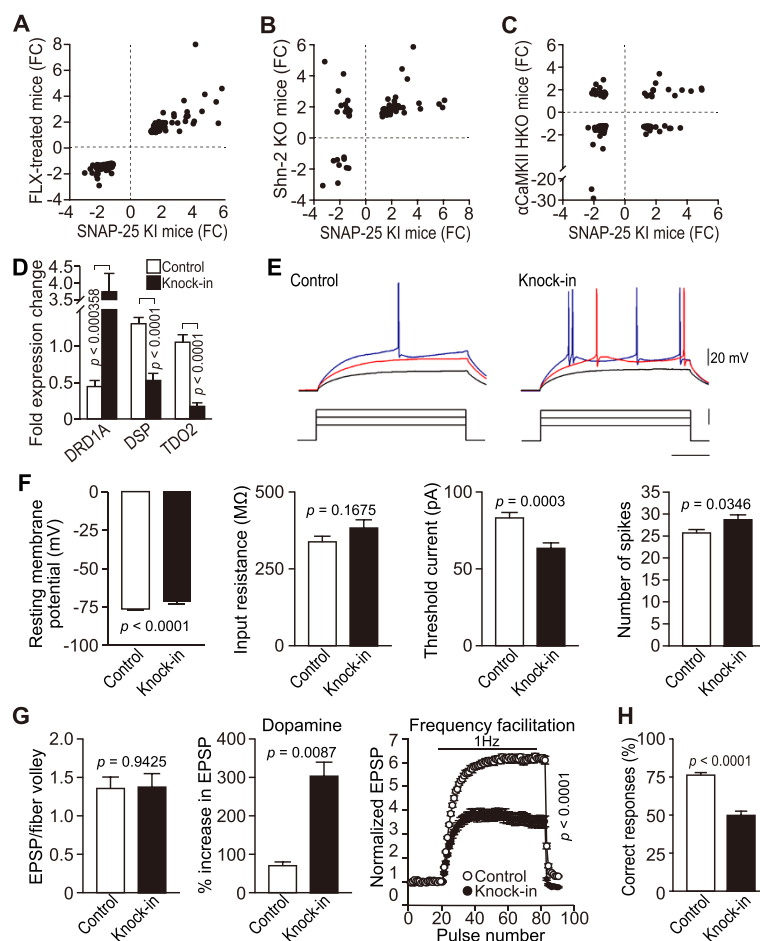 A
FLX-treated mice (FC)
8
6
4
2
0
-2
-4
-4 -2 0 2 4 6
SNAP-25 KI mice (FC)
B
Shn-2 KO mice (FC)
6
4
2
0
-2
-4
-4 0 4 8
SNAP-25 KI mice (FC)
C
αCaMKII HKO mice (FC)
4
2
0
-2
-20
-30
-4 -2 0 2 4 6
SNAP-25 KI mice (FC)
D
Fold expression change
4.5
4.0
3.5
1.0
0.5
0.0
Control
Knock-in
p < 0.000358
p < 0.0001
p < 0.0001
DRD1A
DSP
TDO2
E
Control
Knock-in
20 mV
F
Resting membrane
potential (mV)
0
-25
-50
-75
-100
p < 0.0001
Control
Knock-in
Input resistance (MΩ)
500
250
0
p = 0.1675
Control
Knock-in
Threshold current (pA)
100
50
0
p = 0.0003
Control
Knock-in
Number of spikes
35
30
25
20
15
10
5
0
p = 0.0346
Control
Knock-in
G
EPSP/fiber volley
2.0
1.5
1.0
0.5
0.0
p = 0.9425
Control
Knock-in
Dopamine
% increase in EPSP
400
300
200
100
0
p = 0.0087
Control
Knock-in
Frequency facilitation
1Hz
Normalized EPSP
7
6
5
4
3
2
1
0
p < 0.0001
Control
Knock-in
0 20 40 60 80 100
Pulse number
H
Correct responses (%)
100
75
50
25
0
p < 0.0001
Control
Knock-in